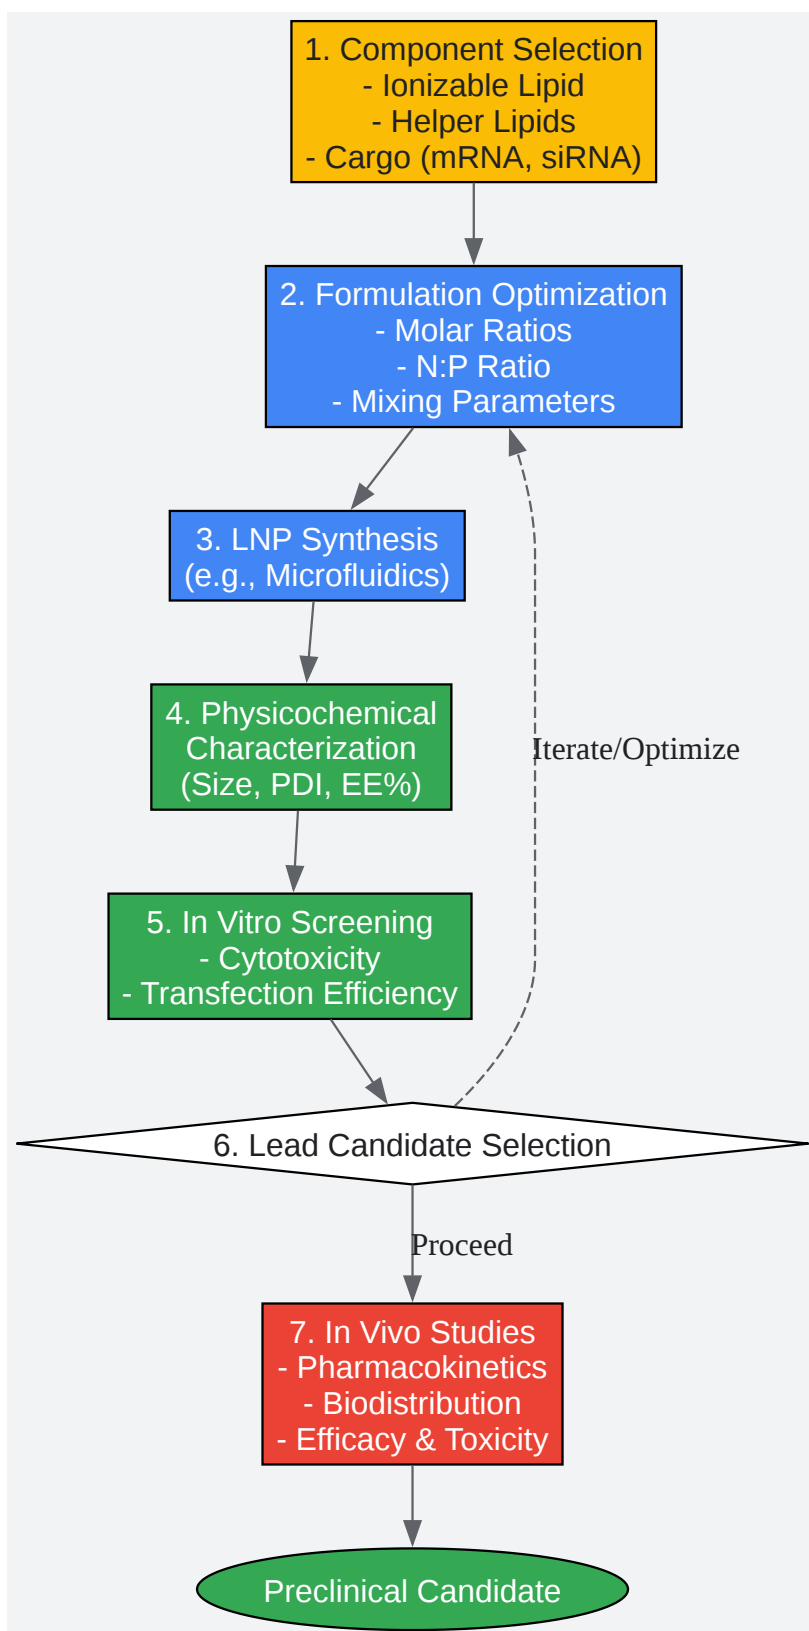 1. Component Selection
- Ionizable Lipid
- Helper Lipids
- Cargo (mRNA, siRNA)
2. Formulation Optimization
- Molar Ratios
- N:P Ratio
- Mixing Parameters
3. LNP Synthesis
(e.g., Microfluidics)
4. Physicochemical
Characterization
(Size, PDI, EE%)
Iterate/Optimize
5. In Vitro Screening
- Cytotoxicity
- Transfection Efficiency
6. Lead Candidate Selection
Proceed
7. In Vivo Studies
- Pharmacokinetics
- Biodistribution
- Efficacy & Toxicity
Preclinical Candidate